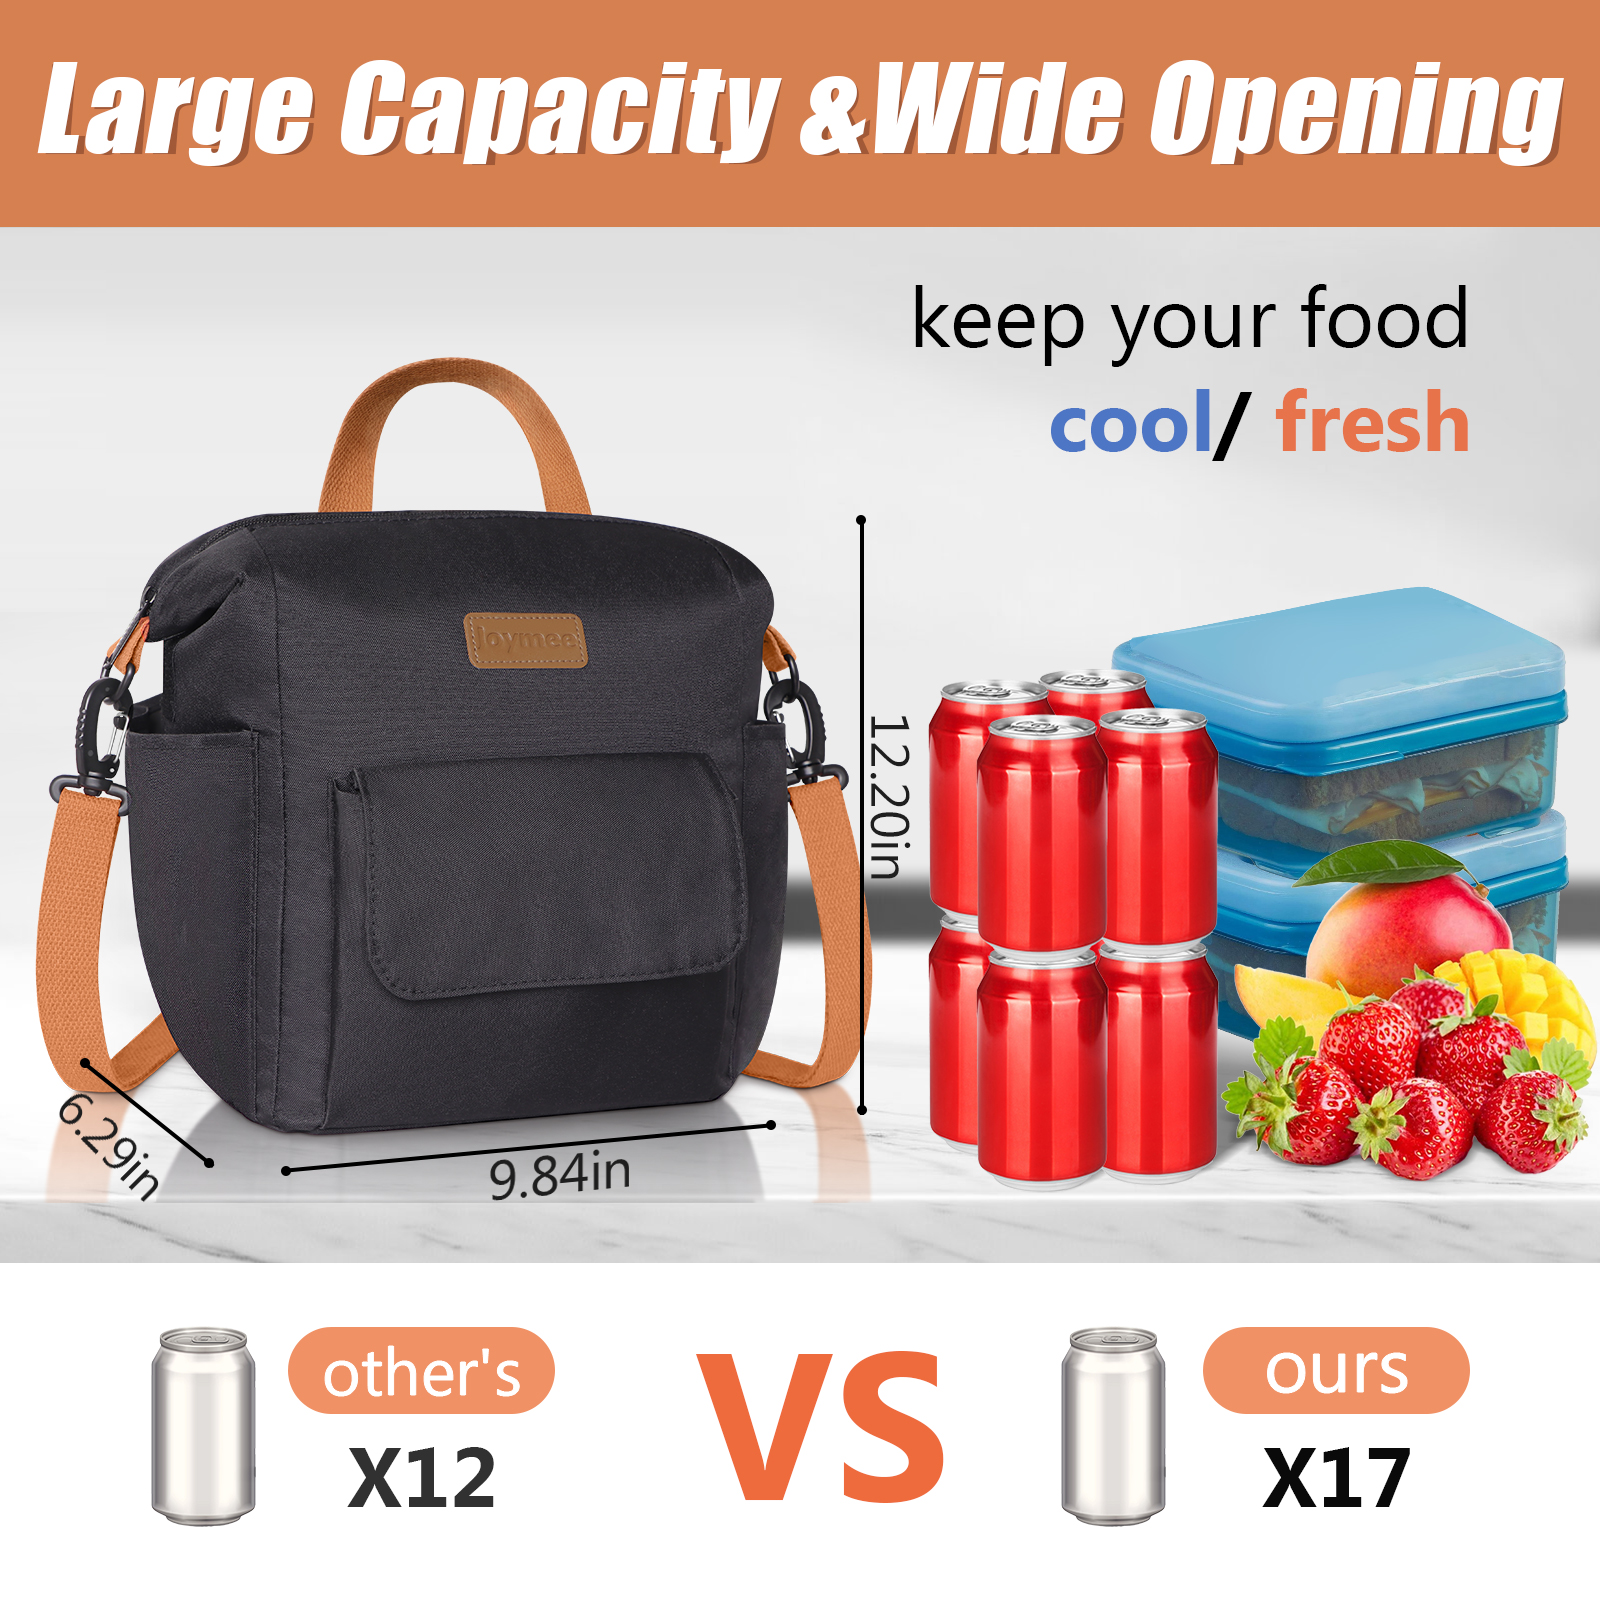 Large Capacity &Wide Opening
keep your food
cool/ fresh
Joymee
12.20in
6.29in
9.84in
other's
X12
VS
ours
X17